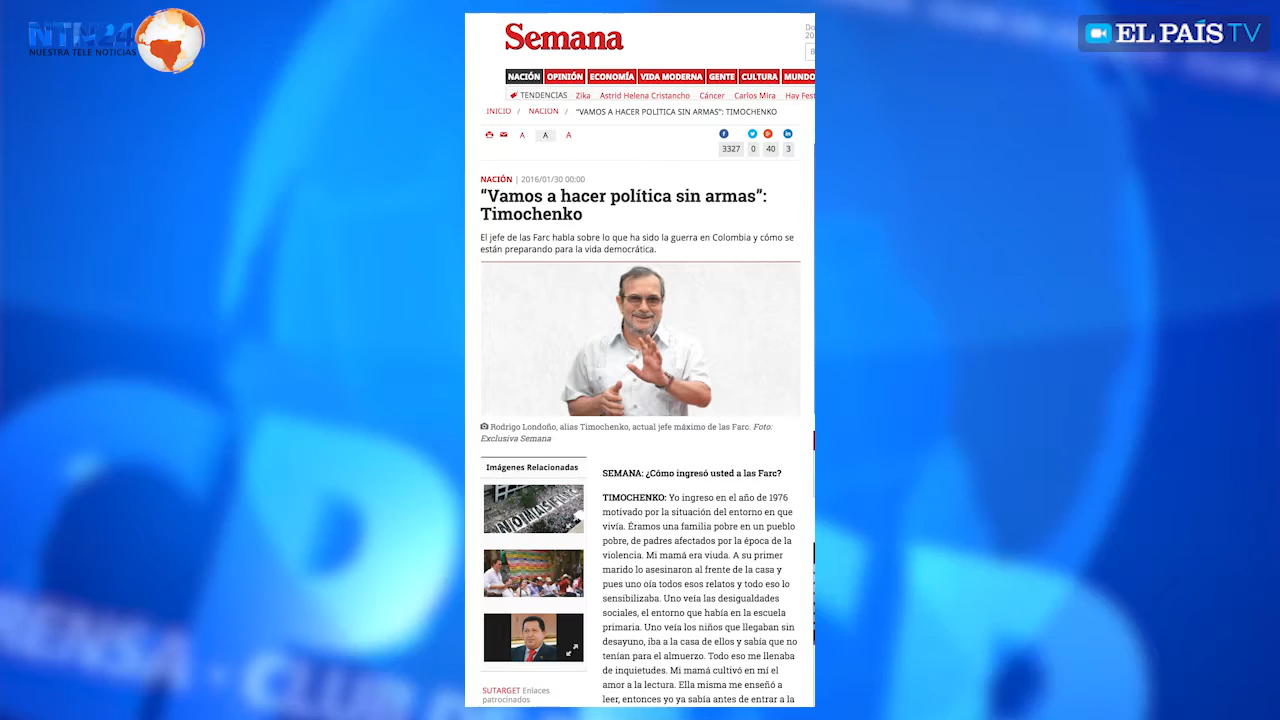 NTN24
NUESTRA TELE NOTICIAS
EL PAÍS TV
Semana
Do
20
B
NACIÓN OPINIÓN ECONOMÍA VIDA MODERNA GENTE CULTURA MUNDO
TENDENCIAS Zika Astrid Helena Cristancho Cáncer Carlos Mira Hay Fest
INICIO / NACIÓN / "VAMOS A HACER POLÍTICA SIN ARMAS": TIMOCHENKO
A A A
3327 0 40 3
NACIÓN | 2016/01/30 00:00
“Vamos a hacer política sin armas”:
Timochenko
El jefe de las Farc habla sobre lo que ha sido la guerra en Colombia y cómo se
están preparando para la vida democrática.
Rodrigo Londoño, alias Timochenko, actual jefe máximo de las Farc. Foto:
Exclusiva Semana
Imágenes Relacionadas
NO MAS FARC
SUTARGET Enlaces
patrocinados
SEMANA: ¿Cómo ingresó usted a las Farc?
TIMOCHENKO: Yo ingreso en el año de 1976
motivado por la situación del entorno en que
vivía. Éramos una familia pobre en un pueblo
pobre, de padres afectados por la época de la
violencia. Mi mamá era viuda. A su primer
marido lo asesinaron al frente de la casa y
pues uno oía todos esos relatos y todo eso lo
sensibilizaba. Uno veía las desigualdades
sociales, el entorno que había en la escuela
primaria. Uno veía los niños que llegaban sin
desayuno, iba a la casa de ellos y sabía que no
tenían para el almuerzo. Todo eso me llenaba
de inquietudes. Mi mamá cultivó en mí el
amor a la lectura. Ella misma me enseñó a
leer, entonces yo ya sabía antes de entrar a la